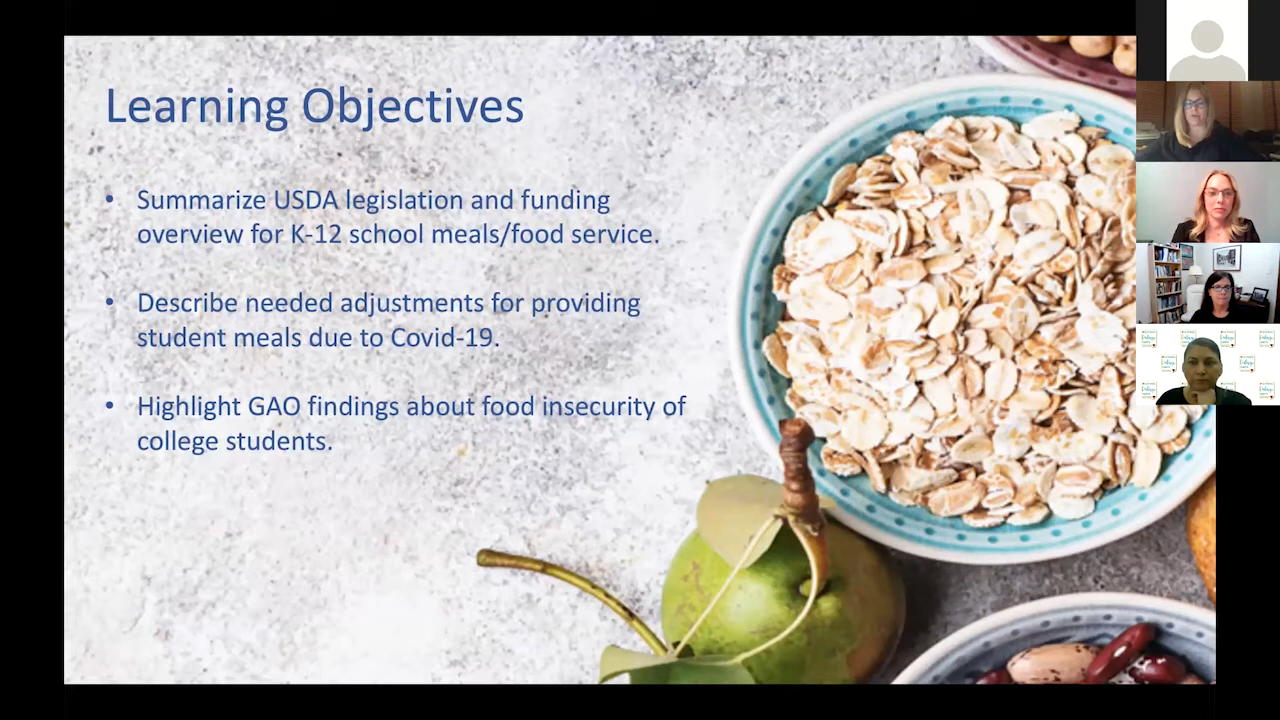 Learning Objectives
• Summarize USDA legislation and funding
overview for K-12 school meals/food service.
• Describe needed adjustments for providing
student meals due to Covid-19.
• Highlight GAO findings about food insecurity of
college students.